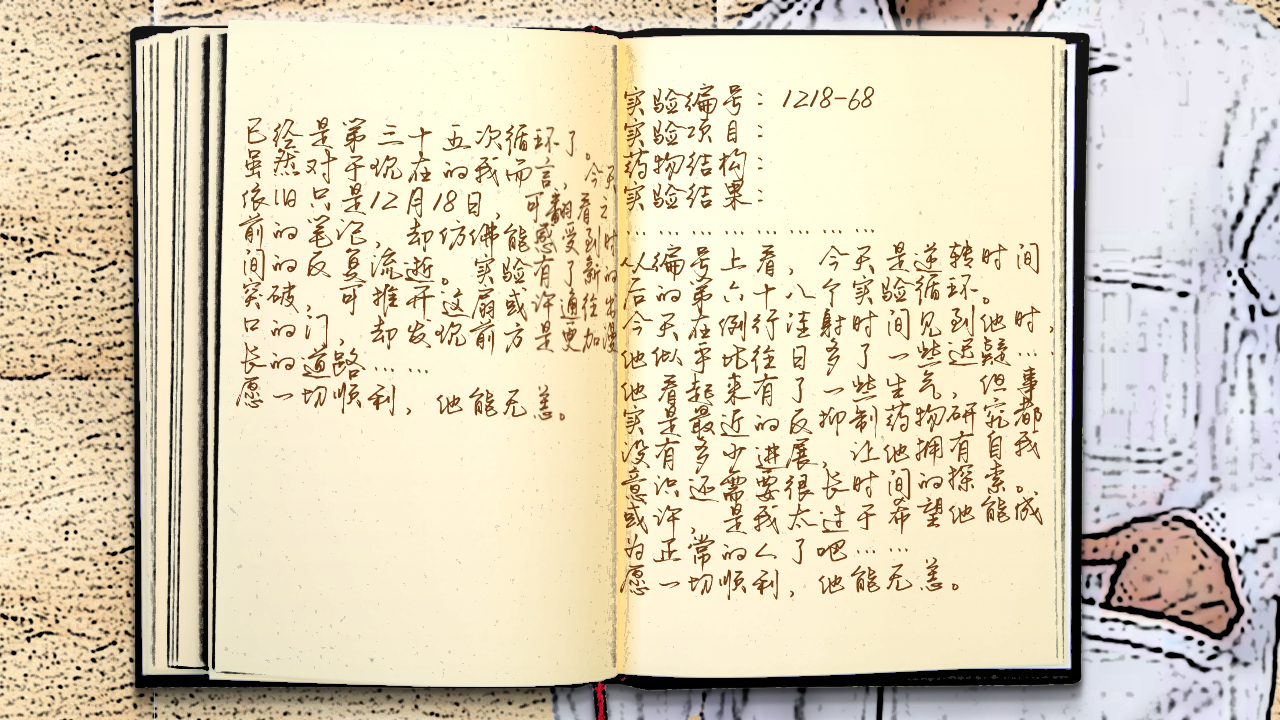 已经是第三十五次循环了。
虽然对于现在的我而言，今天
依旧只是12月18日，可翻看之
前的笔记，却仿佛能感受到时
间的反复流逝。实验有了新的
突破，可推开这扇或许通往出
口的门，却发现前方是更加漫
长的道路……
愿一切顺利，他能无恙。
实验编号：1218-68
实验项目：
药物结构：
实验结果：
……………………
从编号上看，今天是逆转时间
后的第六十八个实验循环。
今天在例行注射时间见到他时，
他似乎比往日多了一些迟疑……
他看起来有了一些生气，但事
实是最近的反抑制药物研究都
没有多少进展，让他拥有自我
意识还需要很长时间的探索。
或许，是我太过于希望他能成
为正常的人了吧……
愿一切顺利，他能无恙。